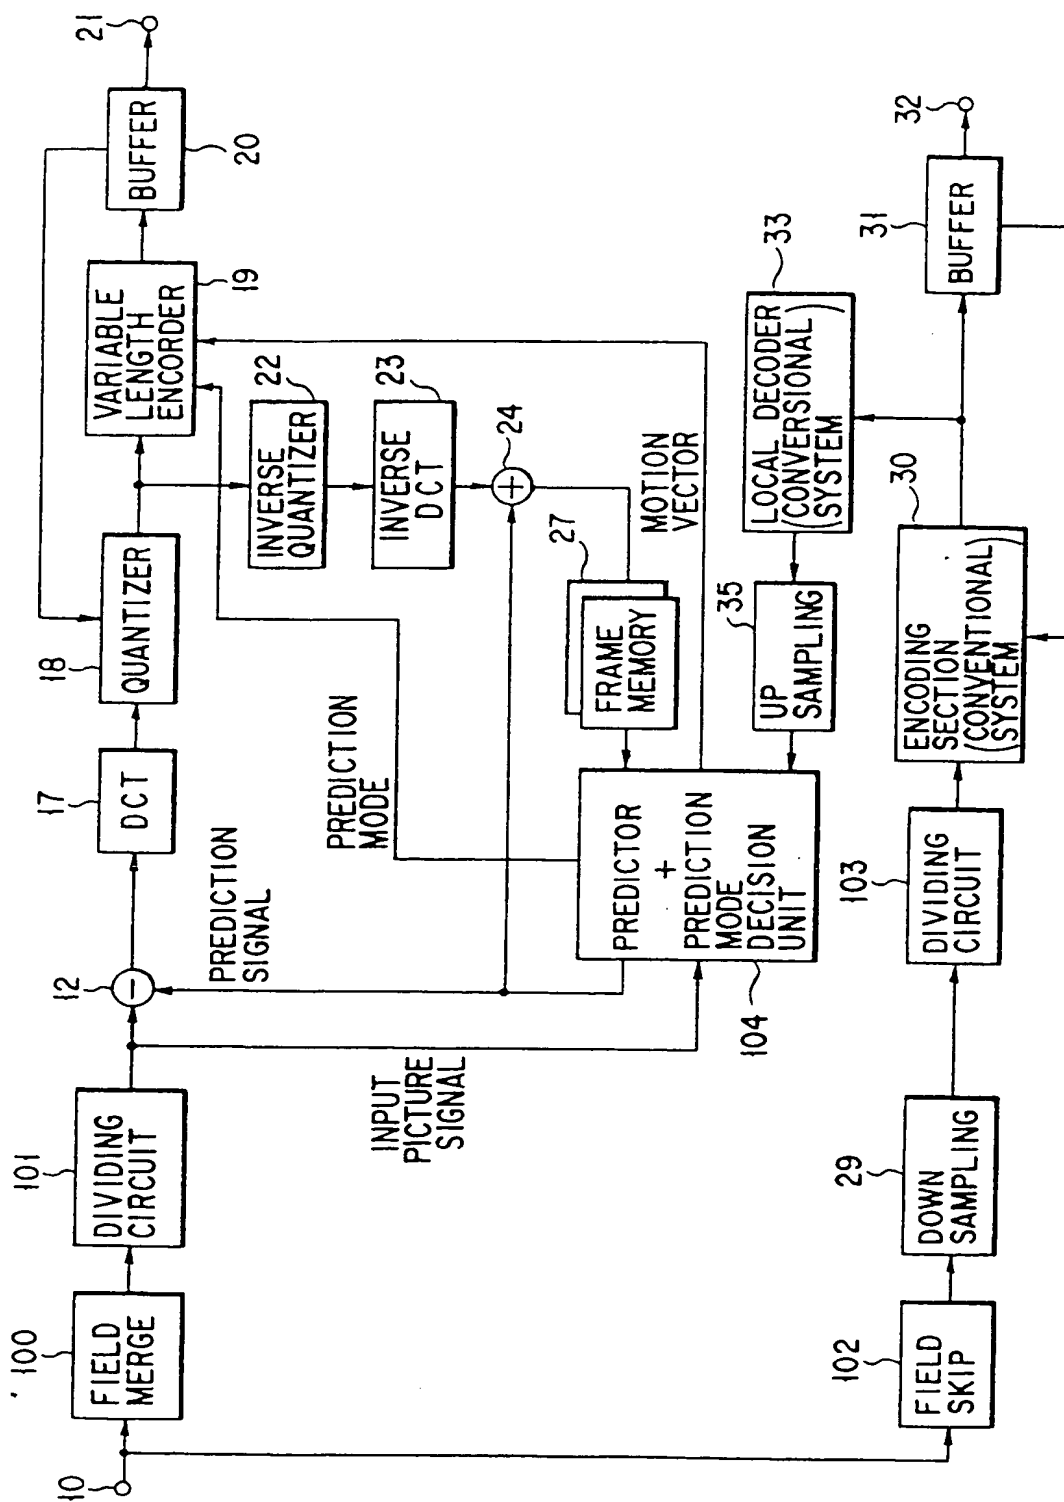 10
100
FIELD
MERGE
101
DIVIDING
CIRCUIT
12
−
17
DCT
18
QUANTIZER
VARIABLE
LENGTH
ENCORDER
19
BUFFER
20
21
PREDICTION
SIGNAL
INPUT
PICTURE
SIGNAL
PREDICTION
MODE
INVERSE
QUANTIZER
22
INVERSE
DCT
23
+
24
27
FRAME
MEMORY
MOTION
VECTOR
PREDICTOR
+
PREDICTION
MODE
DECISION
UNIT
104
35
UP
SAMPLING
LOCAL DECODER
(CONVERSIONAL)
(SYSTEM)
33
102
FIELD
SKIP
29
DOWN
SAMPLING
103
DIVIDING
CIRCUIT
30
ENCODING
SECTION
(CONVENTIONAL)
(SYSTEM)
31
BUFFER
32